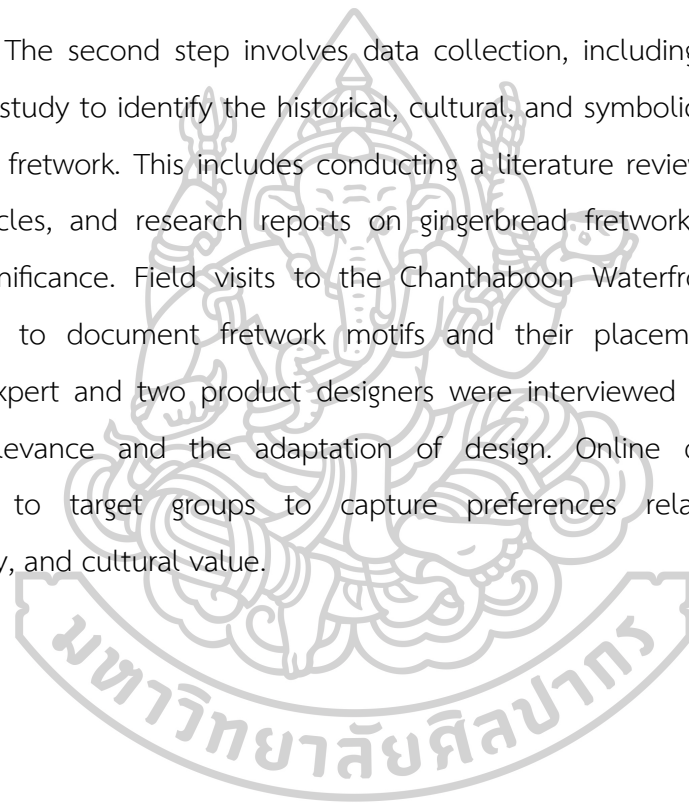 The second step involves data collection, including
study to identify the historical, cultural, and symbolic
fretwork. This includes conducting a literature review
cles, and research reports on gingerbread fretwork
nificance. Field visits to the Chanthaboon Waterfro
to document fretwork motifs and their placem
xpert and two product designers were interviewed
levance and the adaptation of design. Online
to target groups to capture preferences rela
y, and cultural value.
มหาวิทยาลัยศิลปากร